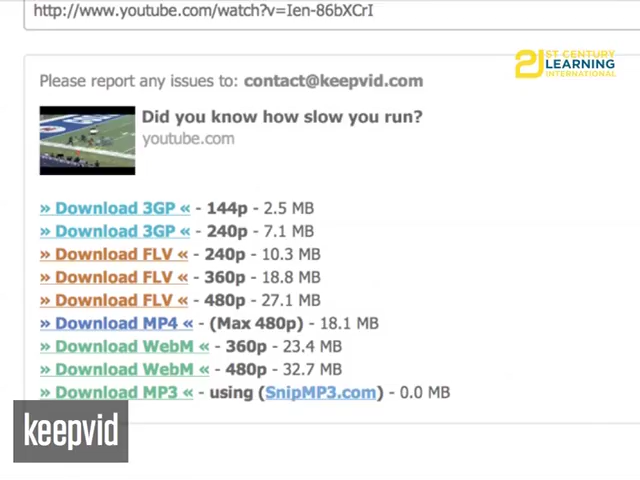 http://www.youtube.com/watch?v=Ien-86bXCrI
21ST CENTURY
LEARNING
INTERNATIONAL
Please report any issues to: contact@keepvid.com
Did you know how slow you run?
youtube.com
» Download 3GP « - 144p - 2.5 MB
» Download 3GP « - 240p - 7.1 MB
» Download FLV « - 240p - 10.3 MB
» Download FLV « - 360p - 18.8 MB
» Download FLV « - 480p - 27.1 MB
» Download MP4 « - (Max 480p) - 18.1 MB
» Download WebM « - 360p - 23.4 MB
» Download WebM « - 480p - 32.7 MB
» Download MP3 « - using (SnipMP3.com) - 0.0 MB
keepvid